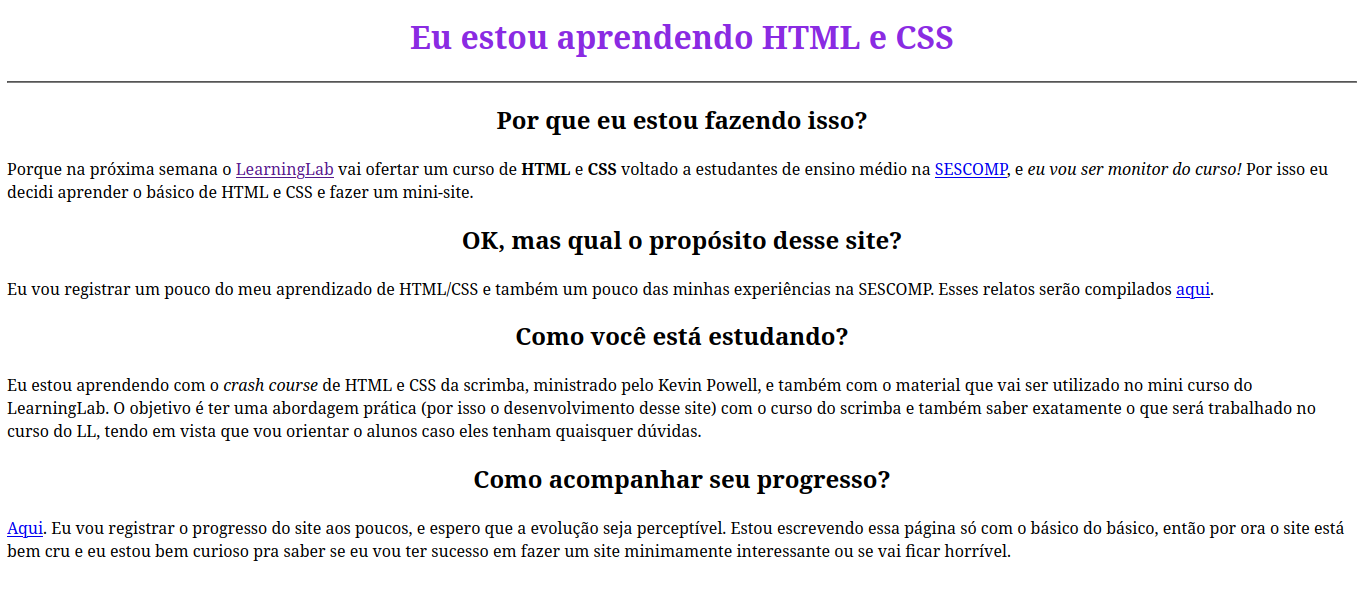 Eu estou aprendendo HTML e CSS
Por que eu estou fazendo isso?
Porque na próxima semana o LearningLab vai ofertar um curso de HTML e CSS voltado a estudantes de ensino médio na SESCOMP, e eu vou ser monitor do curso! Por isso eu
decidi aprender o básico de HTML e CSS e fazer um mini-site.
OK, mas qual o propósito desse site?
Eu vou registrar um pouco do meu aprendizado de HTML/CSS e também um pouco das minhas experiências na SESCOMP. Esses relatos serão compilados aqui.
Como você está estudando?
Eu estou aprendendo com o crash course de HTML e CSS da scrimba, ministrado pelo Kevin Powell, e também com o material que vai ser utilizado no mini curso do
LearningLab. O objetivo é ter uma abordagem prática (por isso o desenvolvimento desse site) com o curso do scrimba e também saber exatamente o que será trabalhado no
curso do LL, tendo em vista que vou orientar o alunos caso eles tenham quaisquer dúvidas.
Como acompanhar seu progresso?
Aqui. Eu vou registrar o progresso do site aos poucos, e espero que a evolução seja perceptível. Estou escrevendo essa página só com o básico do básico, então por ora o site está
bem cru e eu estou bem curioso pra saber se eu vou ter sucesso em fazer um site minimamente interessante ou se vai ficar horrível.